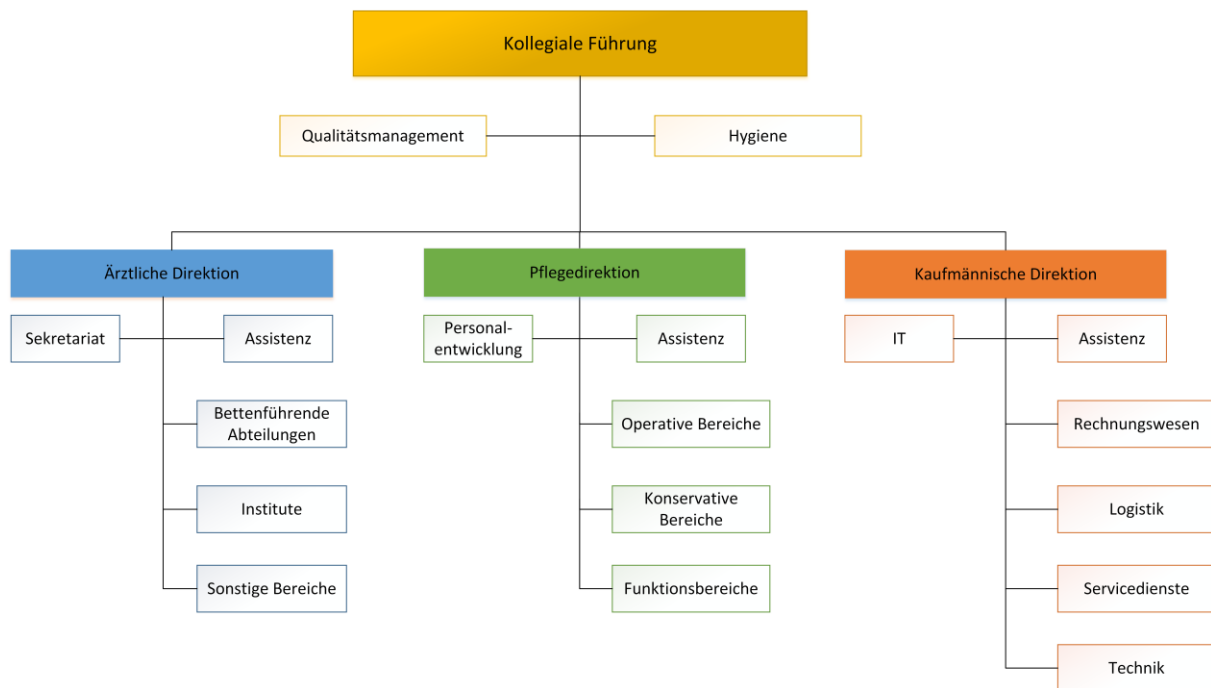 Kollegiale Führung
Qualitätsmanagement
Hygiene
Ärztliche Direktion
Pflegedirektion
Kaufmännische Direktion
Sekretariat
Assistenz
Personal-
entwicklung
Assistenz
IT
Assistenz
Bettenführende
Abteilungen
Operative Bereiche
Rechnungswesen
Institute
Konservative
Bereiche
Logistik
Sonstige Bereiche
Funktionsbereiche
Servicedienste
Technik